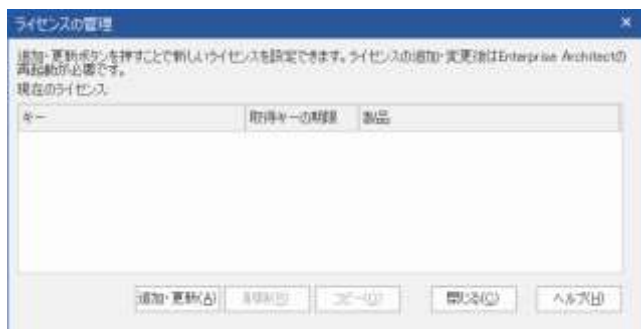 ライセンスの管理
追加・更新ボタンを押すことで新しいライセンスを設定できます。ライセンスの追加・変更後はEnterprise Architectの
再起動が必要です。
現在のライセンス
キー 取得キーの期限 製品
追加・更新(A) コピー(O) 閉じる(C) ヘルプ(H)